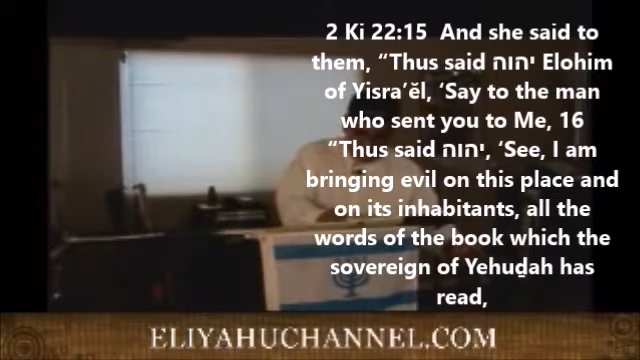 2 Ki 22:15  And she said to
them, “Thus said יהוה Elohim
of Yisra’ĕl, ‘Say to the man
who sent you to Me, 16
“Thus said יהוה, ‘See, I am
bringing evil on this place and
on its inhabitants, all the
words of the book which the
sovereign of Yehuḏah has
read,
ELIYAHUCHANNEL.COM